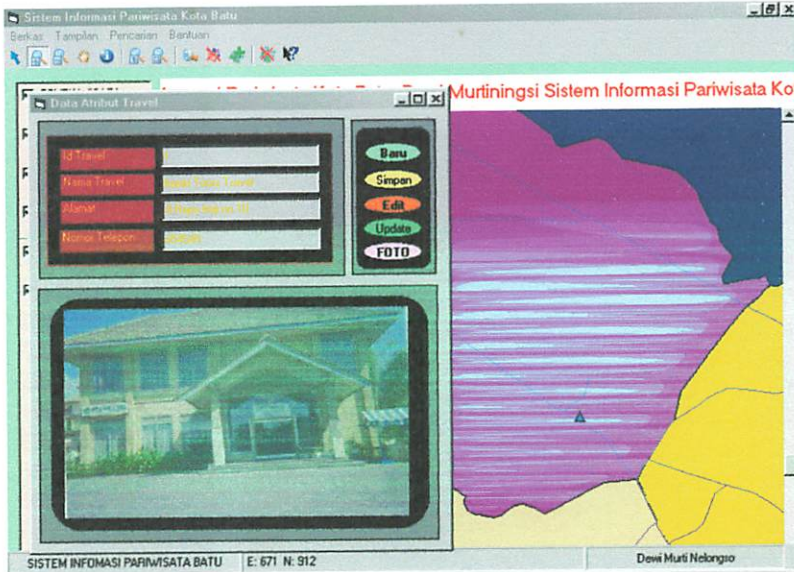 Sistem Informasi Pariwisata Kota Batu
Berkas Tampilan Pencarian Bantuan
Murtiningsi Sistem Informasi Pariwisata Ko
Data Atribut Travel
Id Travel
Nama Travel
Travel
Alamat
Nomor Telepon
Baru
Simpan
Edit
Update
FOTO
SISTEM INFOMASI PARIWISATA BATU E: 671 N: 912 Dewi Murti Nelongso